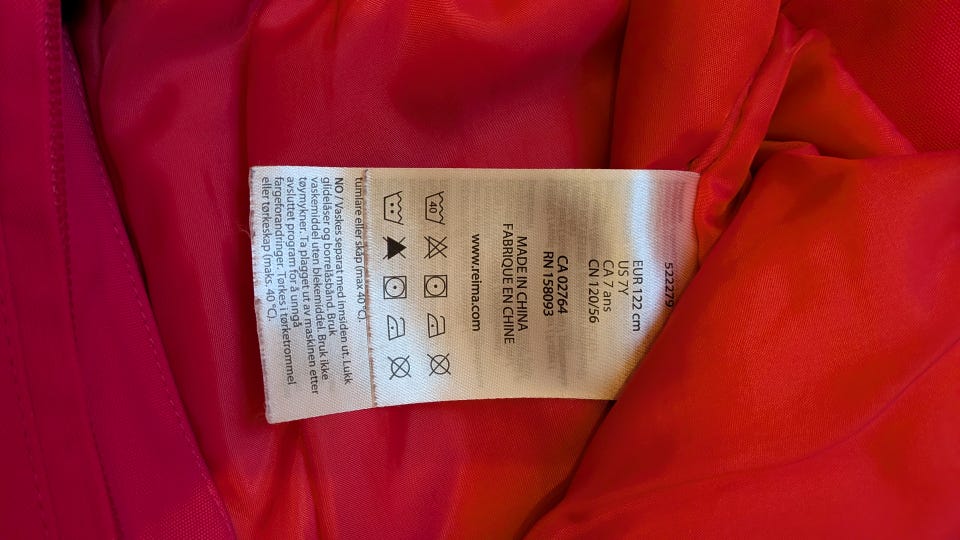 522279
EUR 122 cm
US 7Y
CA 7 ans
CN 120/56
CA 02764
RN 158093
MADE IN CHINA
FABRIQUE EN CHINE
www.reima.com
40
tumlare eller skåp (max 40 °C).
NO / Vaskes separat med innsiden ut. Lukk
glidelåser og borrelåsbånd. Bruk
vaskemiddel uten blekemiddel. Bruk ikke
tøymykner. Ta plagget ut av maskinen etter
avsluttet program for å unngå
fargeforandringer. Tørkes i tørketrommel
eller tørkeskap (maks. 40 °C).